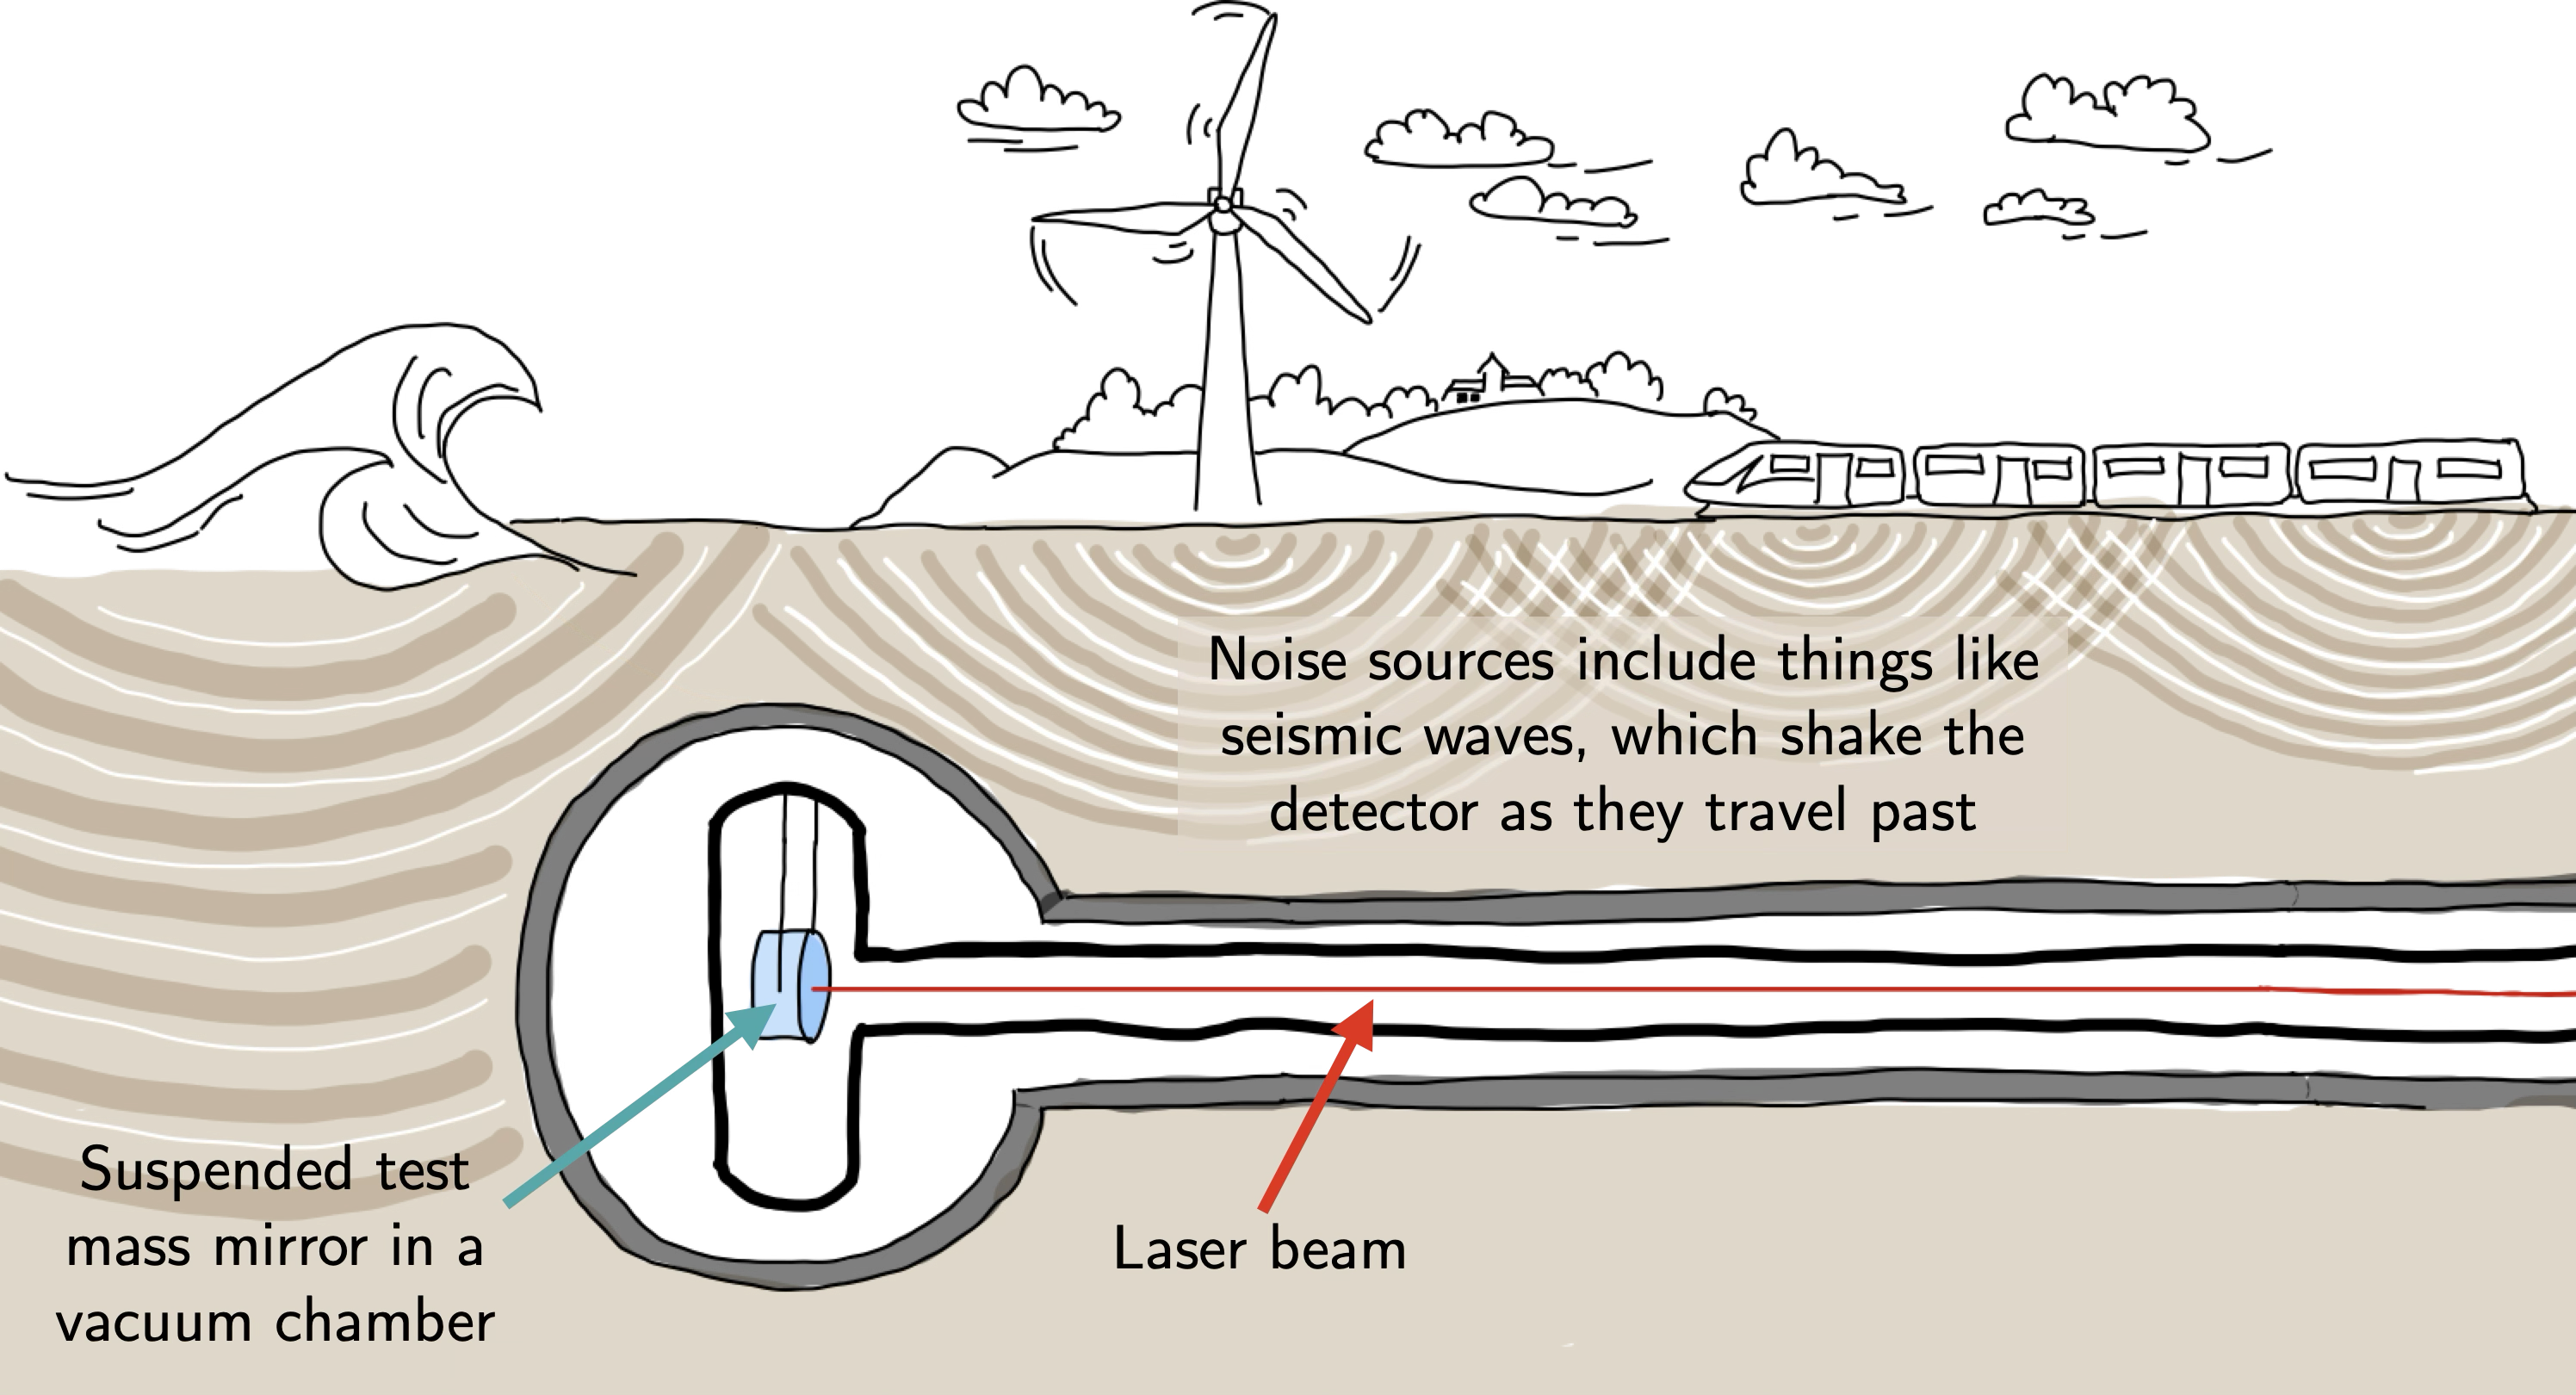 Noise sources include things like
seismic waves, which shake the
detector as they travel past
Suspended test
mass mirror in a
vacuum chamber
Laser beam